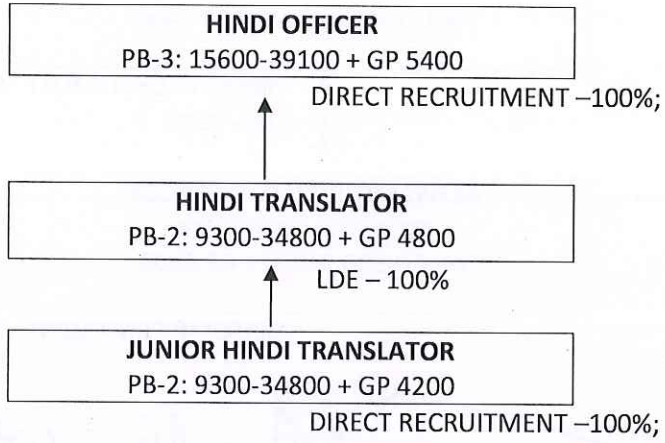 HINDI OFFICER
PB-3: 15600-39100 + GP 5400
DIRECT RECRUITMENT –100%;
HINDI TRANSLATOR
PB-2: 9300-34800 + GP 4800
LDE – 100%
JUNIOR HINDI TRANSLATOR
PB-2: 9300-34800 + GP 4200
DIRECT RECRUITMENT –100%;